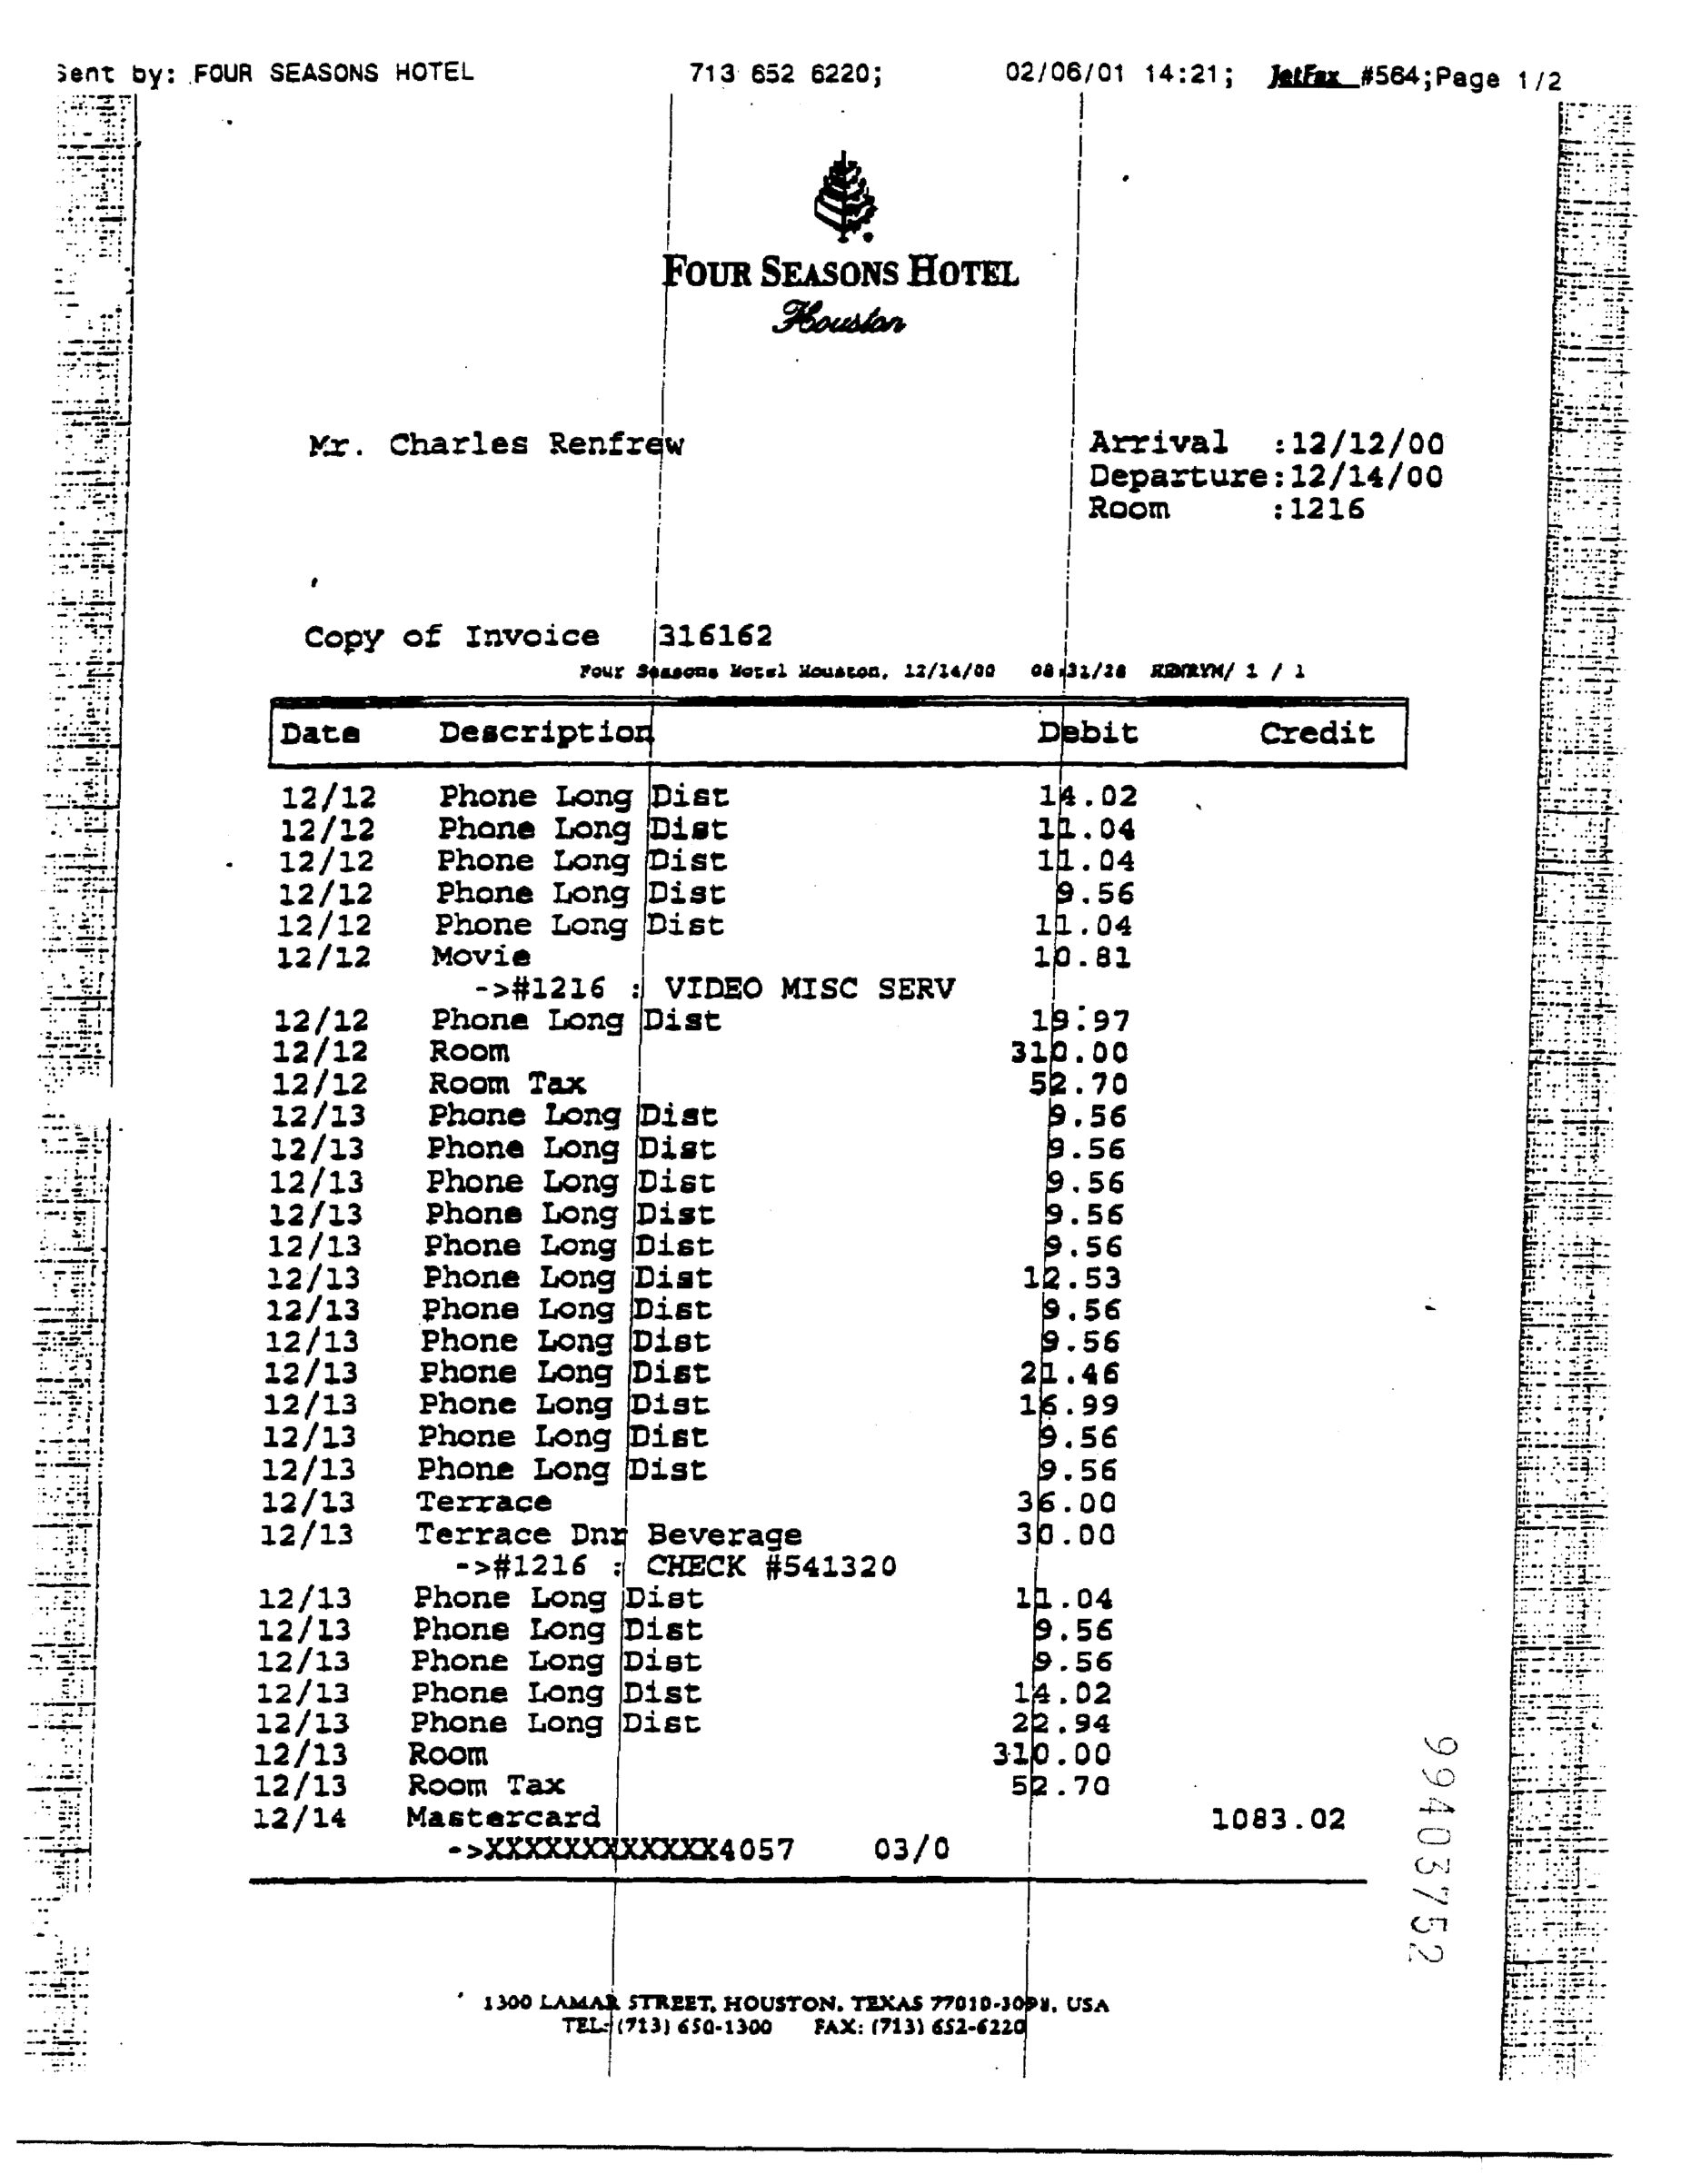 Sent by: FOUR SEASONS HOTEL 713 652 6220; 02/06/01 14:21; JetFax #564;Page 1/2
FOUR SEASONS HOTEL
Houston
Mr. Charles Renfrew Arrival :12/12/00
Departure:12/14/00
Room :1216
Copy of Invoice 316162
Four Seasons Hotel Houston, 12/14/00 08:31/28 HENRYM/ 1 / 1
Date Description Debit Credit
12/12 Phone Long Dist 14.02
12/12 Phone Long Dist 11.04
12/12 Phone Long Dist 11.04
12/12 Phone Long Dist 9.56
12/12 Phone Long Dist 11.04
12/12 Movie 10.81
->#1216 : VIDEO MISC SERV
12/12 Phone Long Dist 19.97
12/12 Room 310.00
12/12 Room Tax 52.70
12/13 Phone Long Dist 9.56
12/13 Phone Long Dist 9.56
12/13 Phone Long Dist 9.56
12/13 Phone Long Dist 9.56
12/13 Phone Long Dist 9.56
12/13 Phone Long Dist 12.53
12/13 Phone Long Dist 9.56
12/13 Phone Long Dist 9.56
12/13 Phone Long Dist 21.46
12/13 Phone Long Dist 16.99
12/13 Phone Long Dist 9.56
12/13 Phone Long Dist 9.56
12/13 Terrace 36.00
12/13 Terrace Dnr Beverage 30.00
->#1216 : CHECK #541320
12/13 Phone Long Dist 11.04
12/13 Phone Long Dist 9.56
12/13 Phone Long Dist 9.56
12/13 Phone Long Dist 14.02
12/13 Phone Long Dist 22.94
12/13 Room 310.00
12/13 Room Tax 52.70
12/14 Mastercard 1083.02
->XXXXXXXXXXXX4057 03/0
99403752
1300 LAMAR STREET, HOUSTON, TEXAS 77010-3098, USA
TEL: (713) 650-1300 FAX: (713) 652-6220